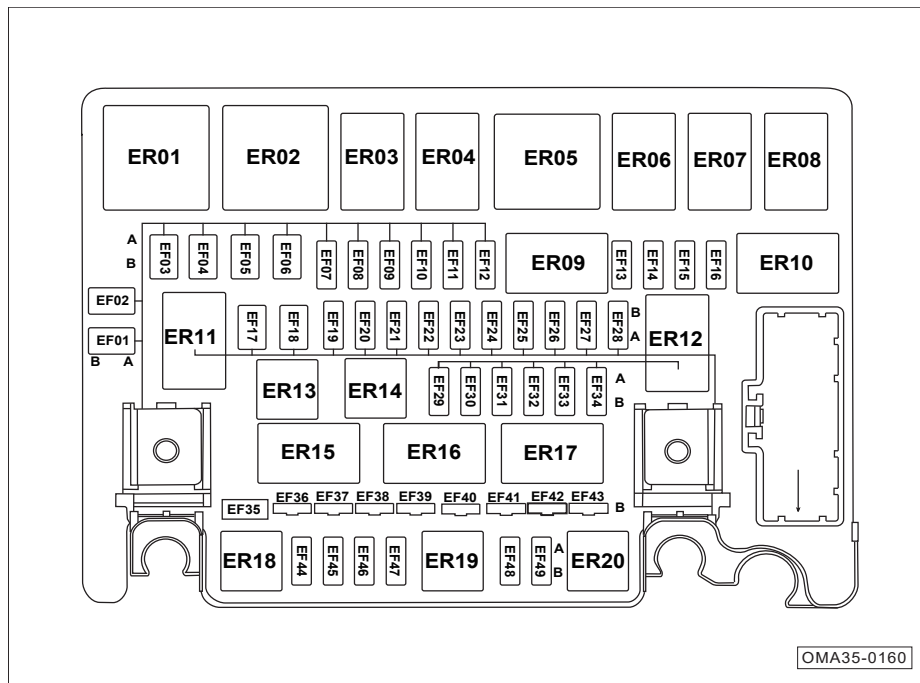 ER01 ER02 ER03 ER04 ER05 ER06 ER07 ER08
A
B
EF03 EF04 EF05 EF06 EF07 EF08 EF09 EF10 EF11 EF12 ER09 EF13 EF14 EF15 EF16 ER10
EF02
EF01
B A
ER11 EF17 EF18 EF19 EF20 EF21 EF22 EF23 EF24 EF25 EF26 EF27 EF28 B
A
ER12
ER13 ER14 EF29 EF30 EF31 EF32 EF33 EF34 A
B
ER15 ER16 ER17
EF35 EF36 EF37 EF38 EF39 EF40 EF41 EF42 EF43 B
ER18 EF44 EF45 EF46 EF47 ER19 EF48 EF49 A
B
ER20
OMA35-0160